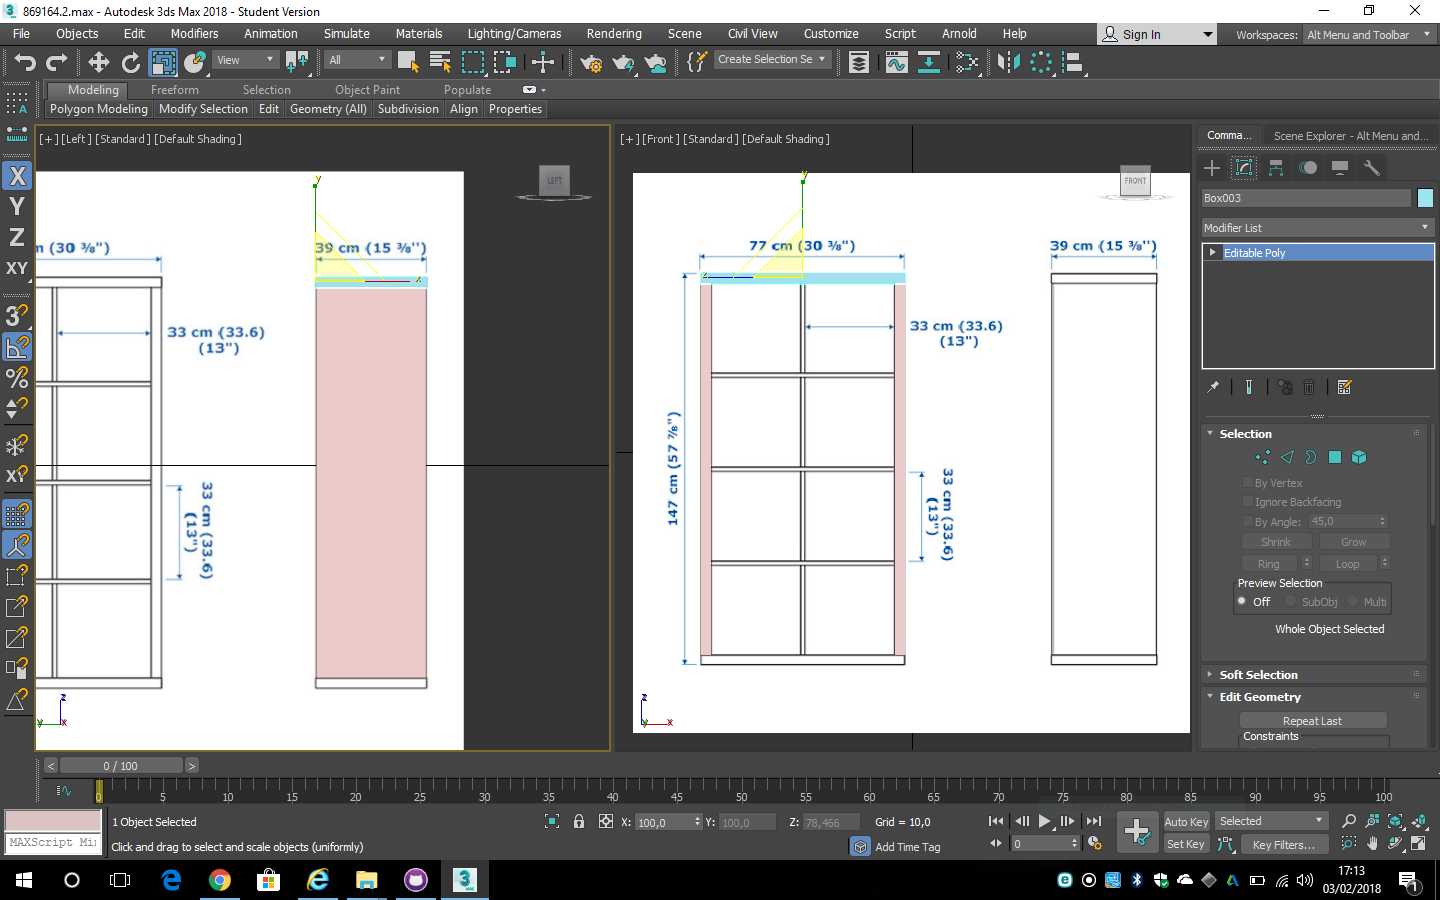 869164.2.max - Autodesk 3ds Max 2018 - Student Version
File Objects Edit Modifiers Animation Simulate Materials Lighting/Cameras Rendering Scene Civil View Customize Script Arnold Help Sign In Workspaces: Alt Menu and Toolbar
View All Create Selection Se
Modeling Freeform Selection Object Paint Populate
Polygon Modeling Modify Selection Edit Geometry (All) Subdivision Align Properties
[+] [Left] [Standard] [Default Shading]
[+] [Front] [Standard] [Default Shading]
Comma... Scene Explorer - Alt Menu and...
X
Y
Z
XY
3
XY
LEFT
FRONT
(30 ⅜")
39 cm (15 ⅜")
33 cm (33.6)
(13")
33 cm (33.6)
(13")
77 cm (30 ⅜")
39 cm (15 ⅜")
33 cm (33.6)
(13")
147 cm (57 ⅞")
33 cm (33.6)
(13")
Box003
Modifier List
Editable Poly
Selection
By Vertex
Ignore Backfacing
By Angle: 45,0
Shrink Grow
Ring Loop
Preview Selection
Off SubObj Multi
Whole Object Selected
Soft Selection
Edit Geometry
Repeat Last
Constraints
0 / 100
0 5 10 15 20 25 30 35 40 45 50 55 60 65 70 75 80 85 90 95 100
1 Object Selected
X: 100,0 Y: 100,0 Z: 78,466 Grid = 10,0
MAXScript Mi
Click and drag to select and scale objects (uniformly)
Add Time Tag
0
Auto Key Selected
Set Key Key Filters...
17:13
03/02/2018